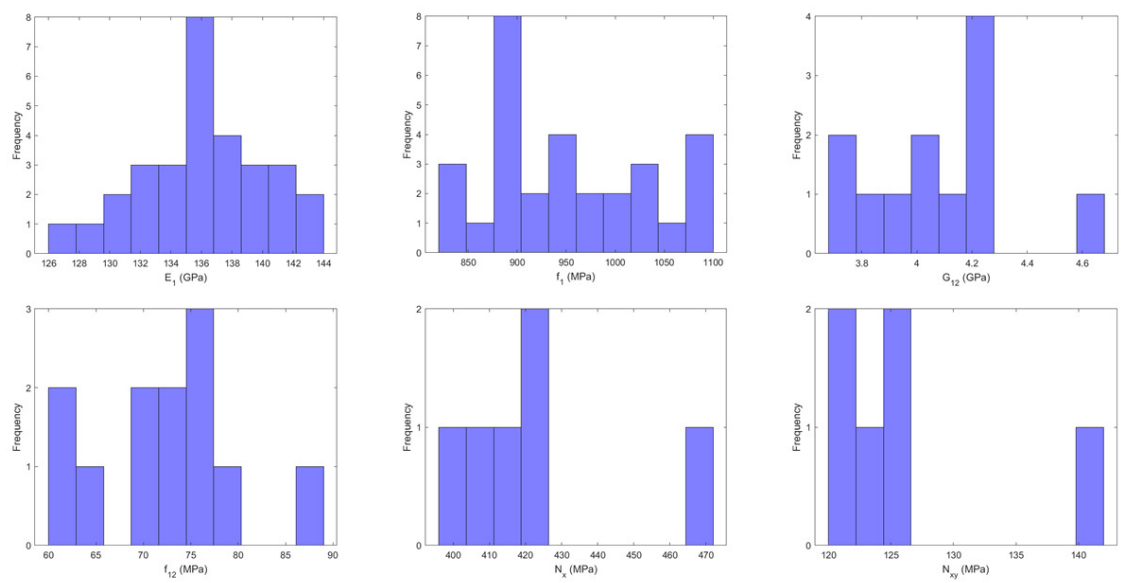 8
7
6
5
4
3
2
1
0
Frequency
126 128 130 132 134 136 138 140 142 144
E1 (GPa)
8
7
6
5
4
3
2
1
0
Frequency
850 900 950 1000 1050 1100
f1 (MPa)
4
3
2
1
0
Frequency
3.8 4 4.2 4.4 4.6
G12 (GPa)
3
2
1
0
Frequency
60 65 70 75 80 85 90
f12 (MPa)
2
1
0
Frequency
400 410 420 430 440 450 460 470
Nx (MPa)
2
1
0
Frequency
120 125 130 135 140
Nxy (MPa)